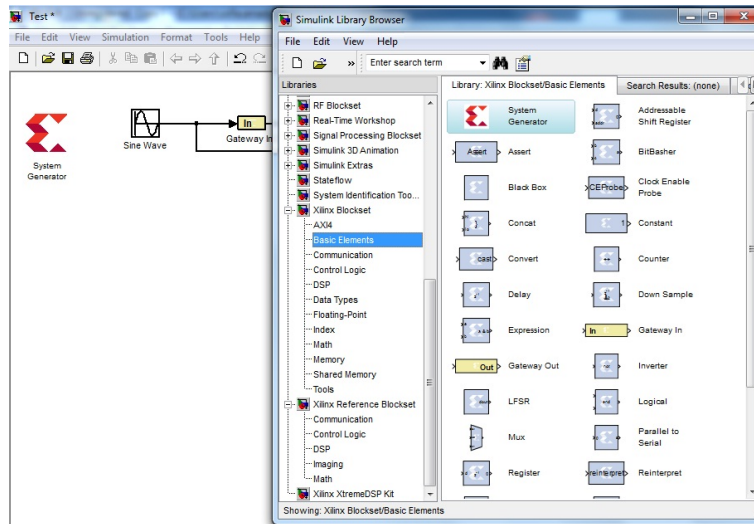 Test *
File Edit View Simulation Format Tools Help
System
Generator
Sine Wave
In
Gateway In
Simulink Library Browser
File Edit View Help
» Enter search term
Libraries
RF Blockset
Real-Time Workshop
Signal Processing Blockset
Simulink 3D Animation
Simulink Extras
Stateflow
System Identification Too...
Xilinx Blockset
AXI4
Basic Elements
Communication
Control Logic
DSP
Data Types
Floating-Point
Index
Math
Memory
Shared Memory
Tools
Xilinx Reference Blockset
Communication
Control Logic
DSP
Imaging
Math
Xilinx XtremeDSP Kit
Library: Xilinx Blockset/Basic Elements
Search Results: (none)
System
Generator
Addressable
Shift Register
Assert
Assert
BitBasher
Black Box
CEProbe
Clock Enable
Probe
Concat
1
Constant
cast
Convert
Counter
Delay
Down Sample
Expression
In
Gateway In
Out
Gateway Out
Inverter
LFSR
Logical
Mux
Parallel to
Serial
Register
reinterpret
Reinterpret
Showing: Xilinx Blockset/Basic Elements